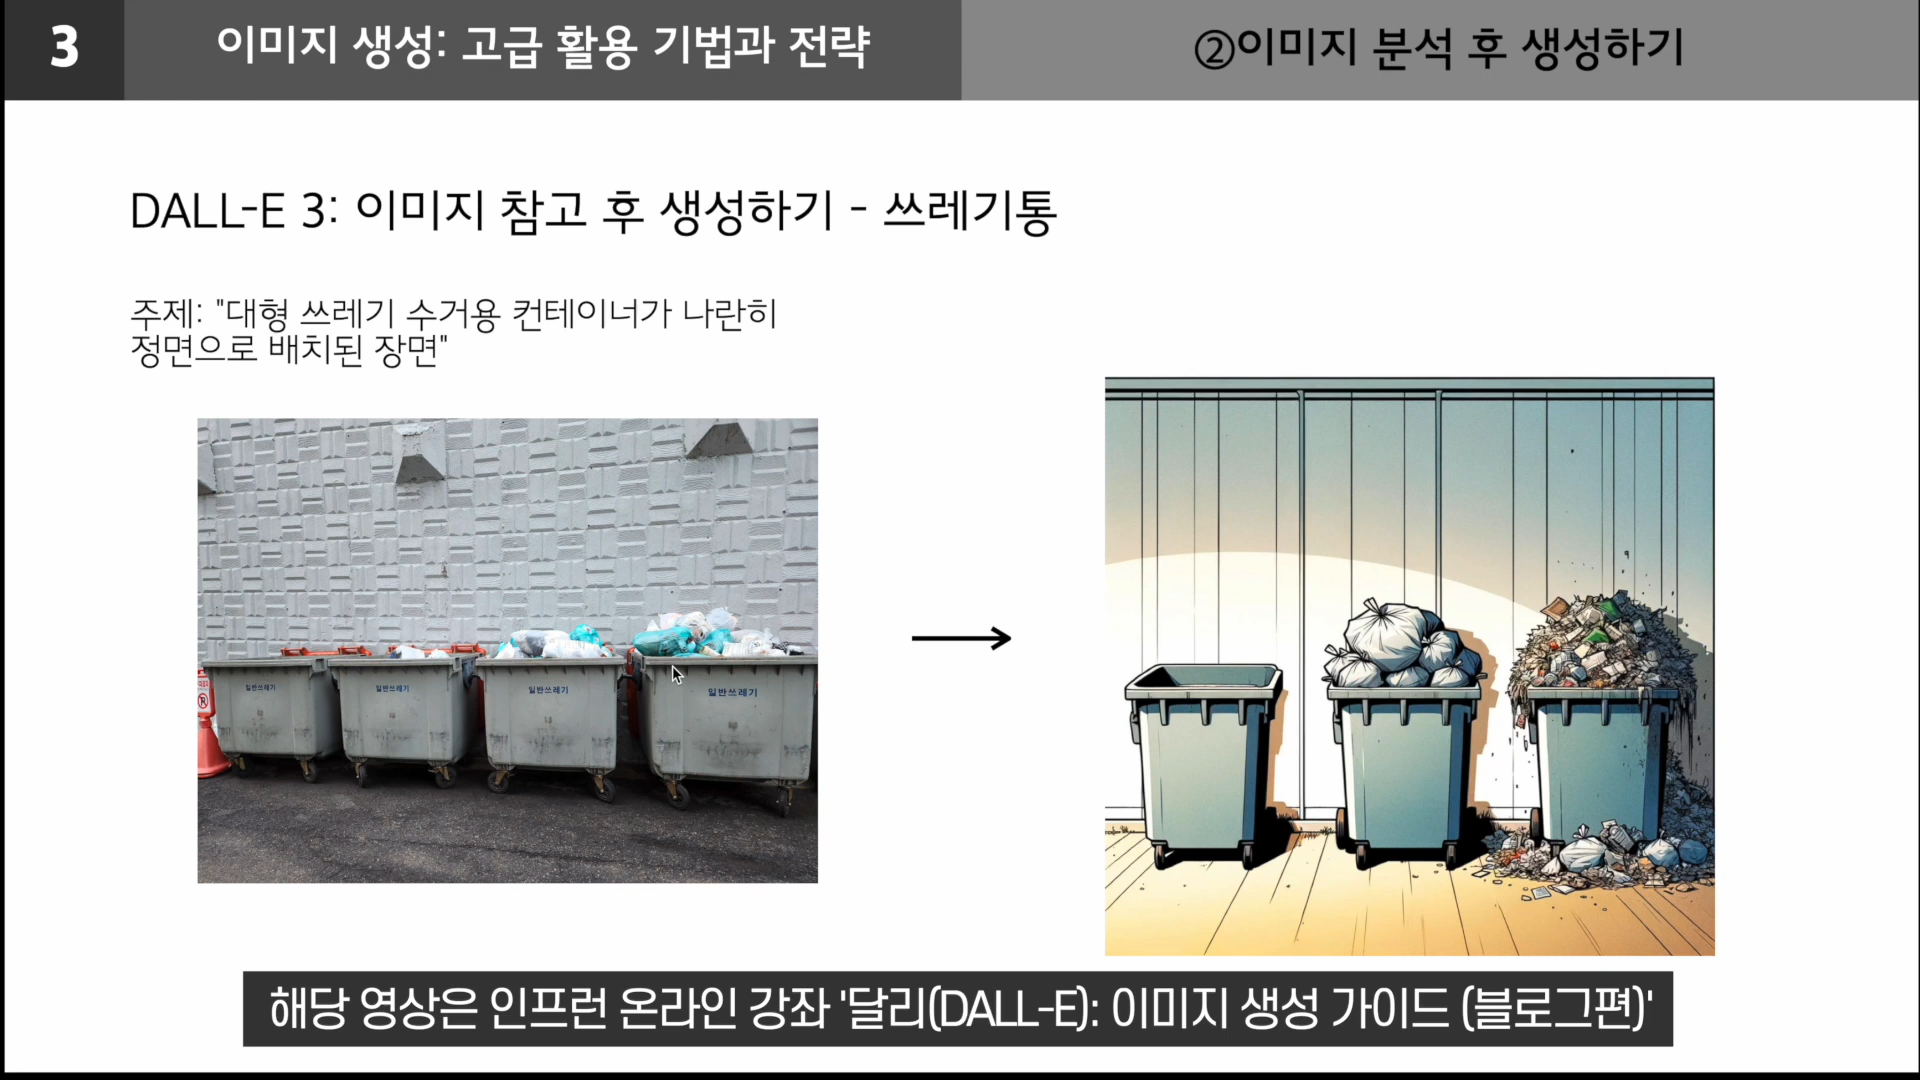 3
이미지 생성: 고급 활용 기법과 전략
②이미지 분석 후 생성하기
DALL-E 3: 이미지 참고 후 생성하기 - 쓰레기통
주제: "대형 쓰레기 수거용 컨테이너가 나란히
정면으로 배치된 장면"
일반쓰레기
일반쓰레기
일반쓰레기
일반쓰레기
해당 영상은 인프런 온라인 강좌 '달리(DALL-E): 이미지 생성 가이드 (블로그편)'